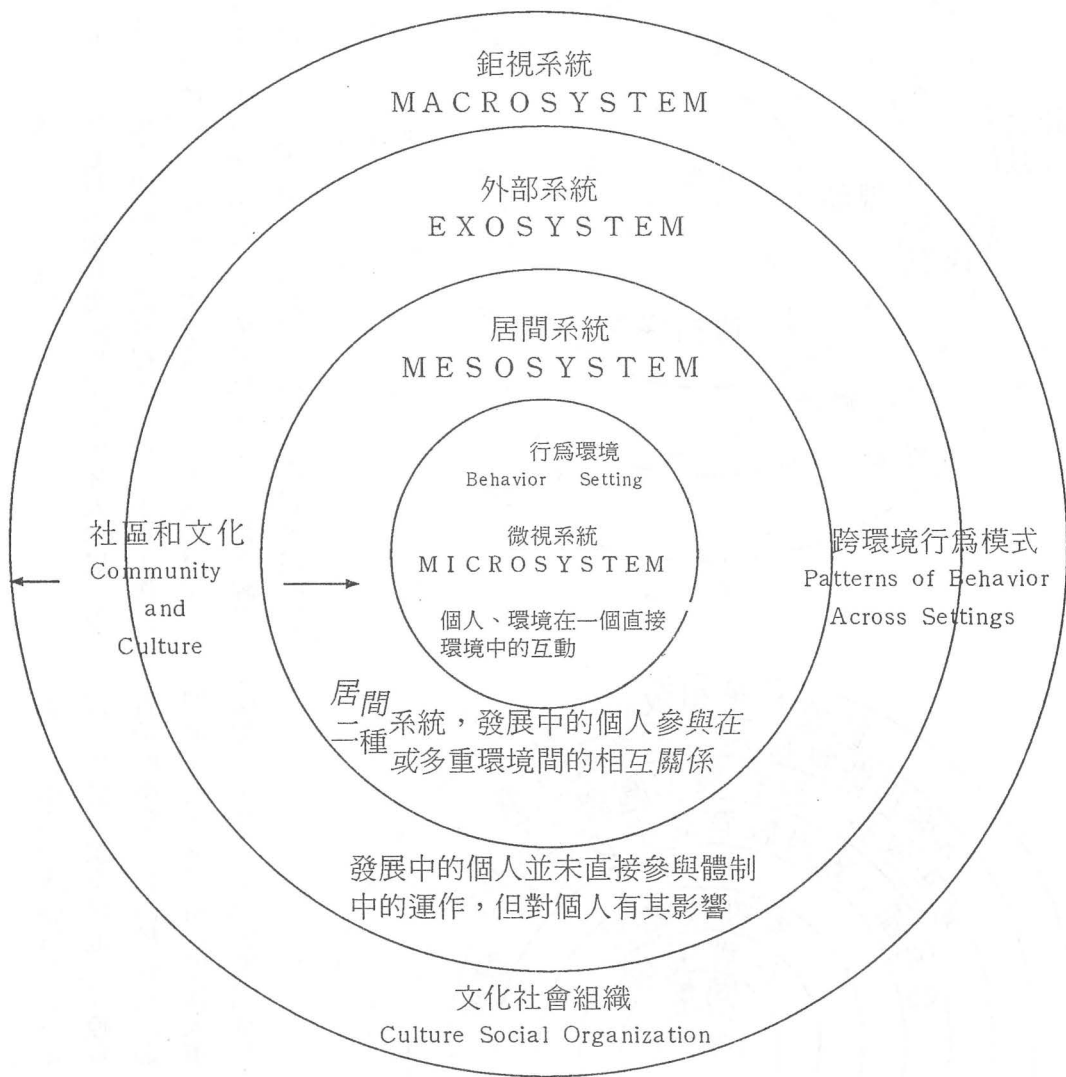 鉅視系統
MACROSYSTEM
外部系統
EXOSYSTEM
居間系統
MESOSYSTEM
行為環境
Behavior Setting
社區和文化
Community
and
Culture
微視系統
MICROSYSTEM
跨環境行為模式
Patterns of Behavior
Across Settings
個人、環境在一個直接
環境中的互動
居間系統，發展中的個人參與在
二種或多重環境間的相互關係
發展中的個人並未直接參與體制
中的運作，但對個人有其影響
文化社會組織
Culture Social Organization